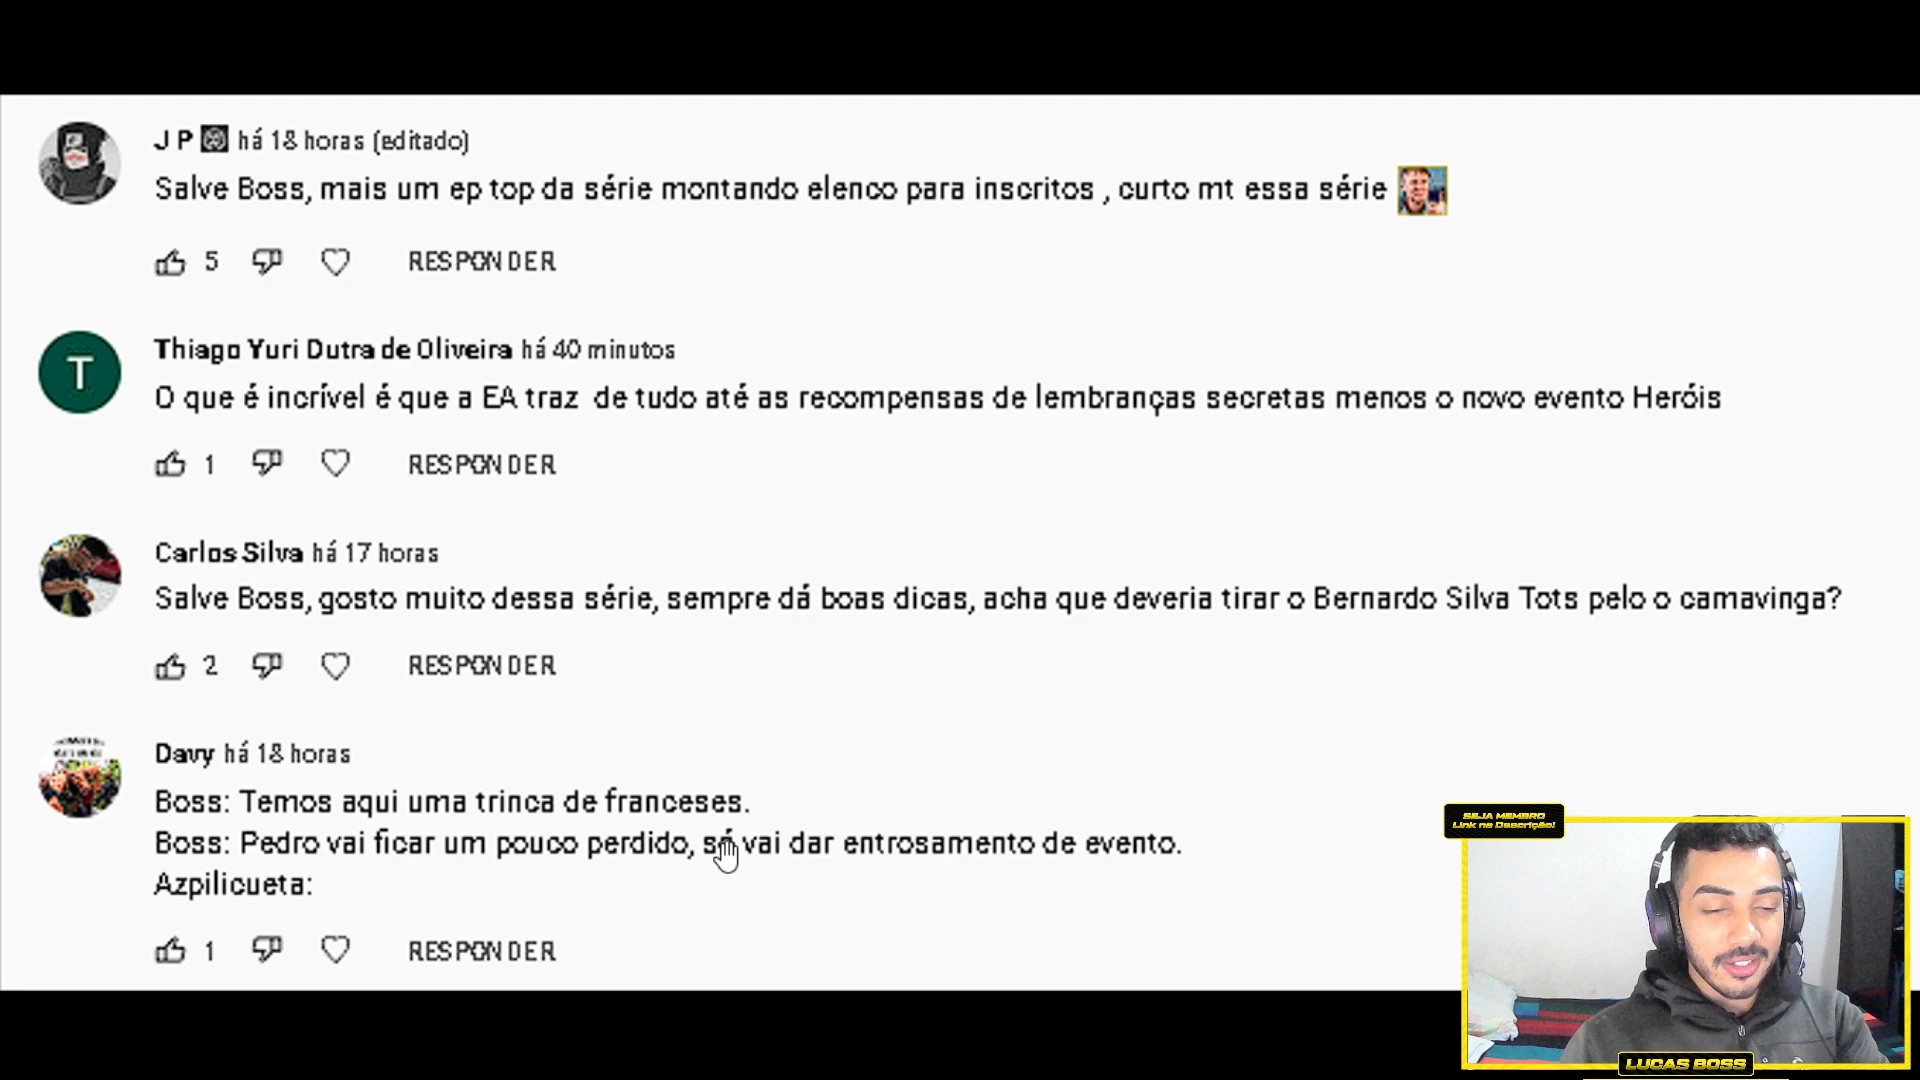 J P há 18 horas (editado)
Salve Boss, mais um ep top da série montando elenco para inscritos , curto mt essa série
5 RESPONDER
T
Thiago Yuri Dutra de Oliveira há 40 minutos
O que é incrível é que a EA traz de tudo até as recompensas de lembranças secretas menos o novo evento Heróis
1 RESPONDER
Carlos Silva há 17 horas
Salve Boss, gosto muito dessa série, sempre dá boas dicas, acha que deveria tirar o Bernardo Silva Tots pelo o camavinga?
2 RESPONDER
Davy há 18 horas
Boss: Temos aqui uma trinca de franceses.
Boss: Pedro vai ficar um pouco perdido, só vai dar entrosamento de evento.
Azpilicueta:
1 RESPONDER
SEJA MEMBRO
Link na Descrição!
LUCAS BOSS